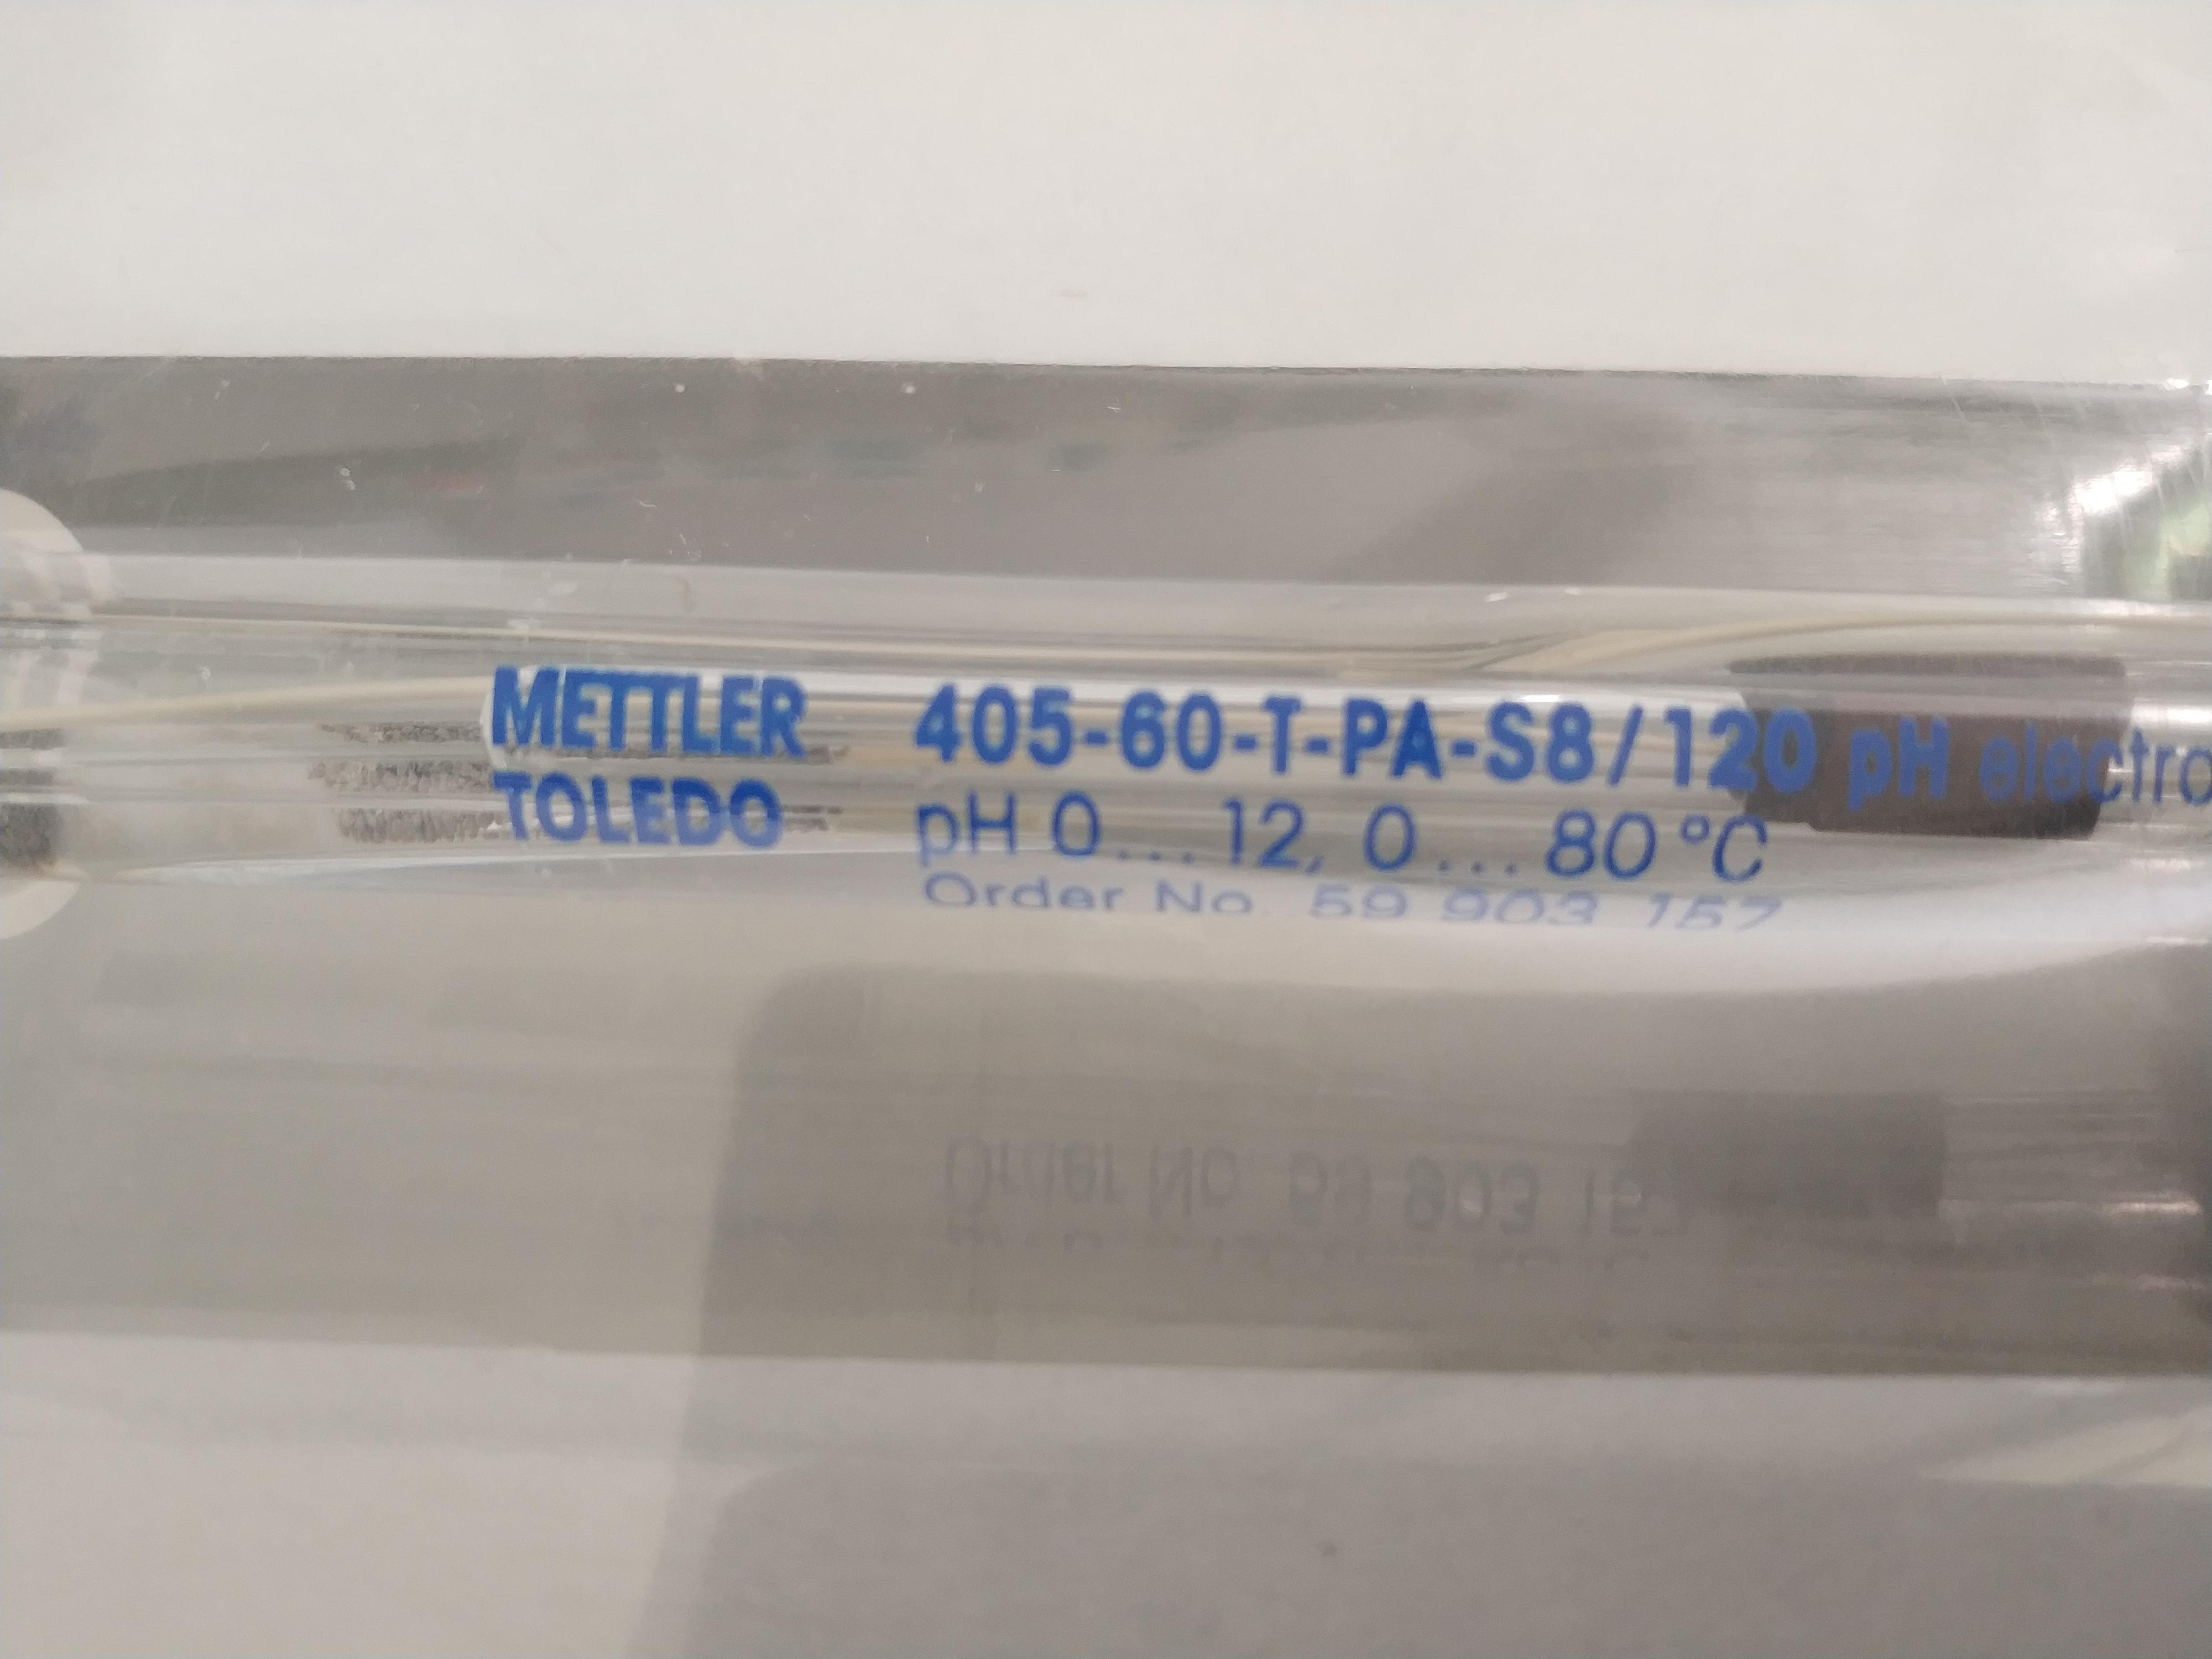 METTLER TOLEDO
405-60-T-PA-S8/120 pH electro
pH 0...12, 0...80 °C
Order No. 59 903 157